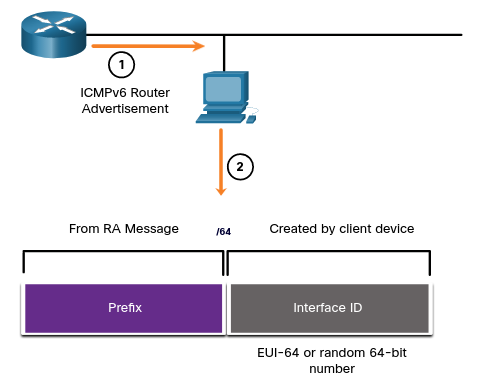 1
ICMPv6 Router
Advertisement
2
From RA Message
/64
Created by client device
Prefix
Interface ID
EUI-64 or random 64-bit
number